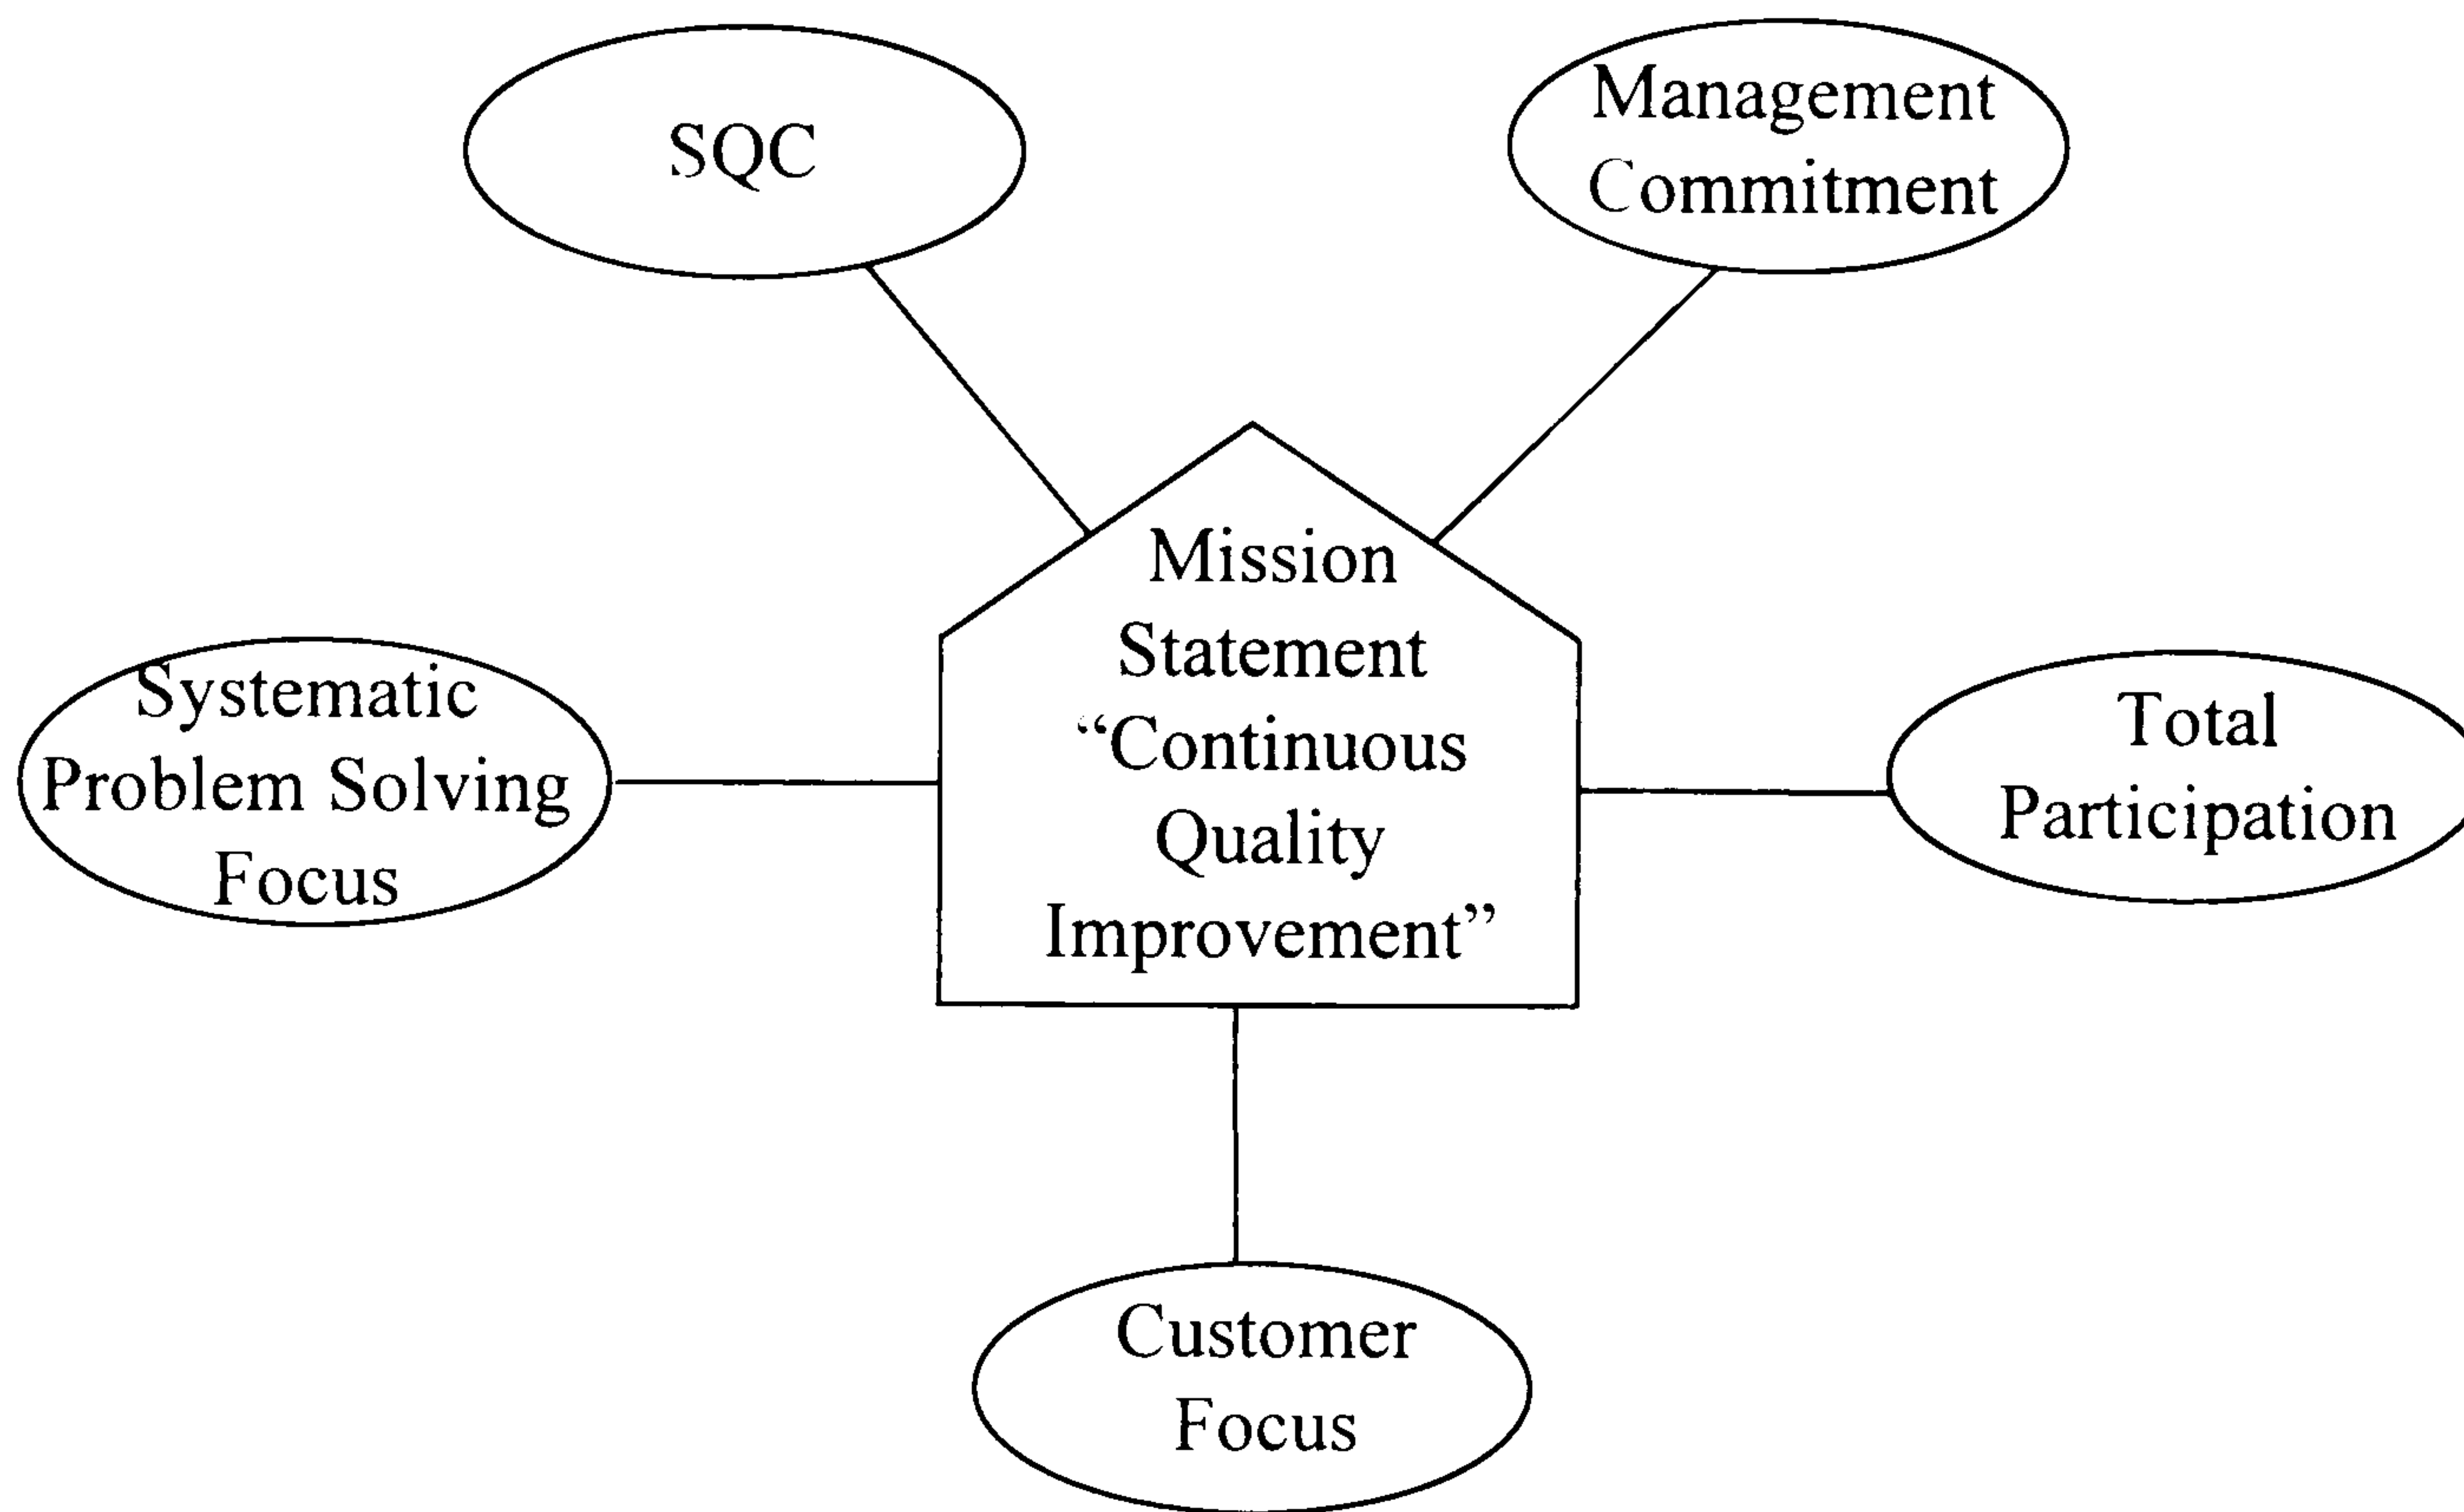 SQC
Management
Commitment
Mission
Statement
“Continuous
Quality
Improvement”
Systematic
Problem Solving
Focus
Total
Participation
Customer
Focus